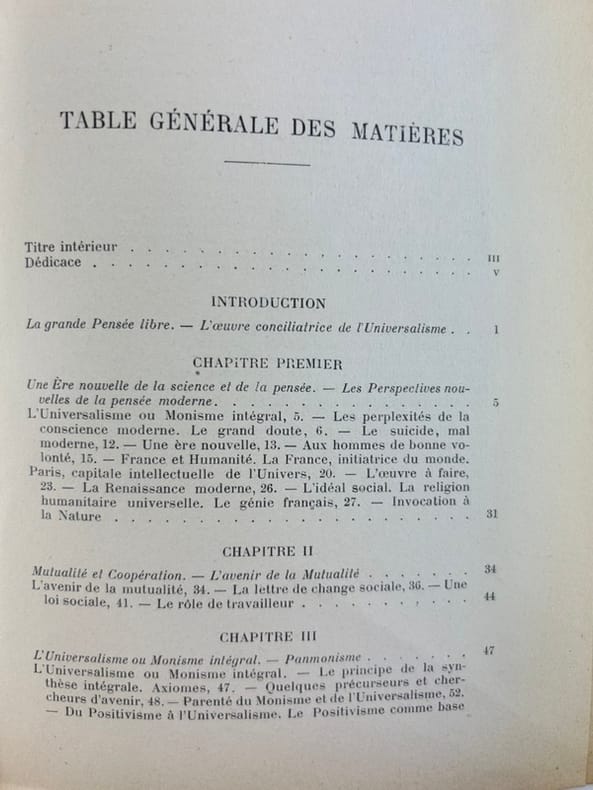 TABLE GÉNÉRALE DES MATIÈRES
Titre intérieur . . . . . . . . . . . . . . . . . . . III
Dédicace . . . . . . . . . . . . . . . . . . . . . V
INTRODUCTION
La grande Pensée libre. — L'œuvre conciliatrice de l'Universalisme . . 1
CHAPITRE PREMIER
Une Ère nouvelle de la science et de la pensée. — Les Perspectives nou-
velles de la pensée moderne. . . . . . . . . . . . . . . 5
L'Universalisme ou Monisme intégral, 5. — Les perplexités de la
conscience moderne. Le grand doute, 6. — Le suicide, mal
moderne, 12. — Une ère nouvelle, 13. — Aux hommes de bonne vo-
lonté, 15. — France et Humanité. La France, initiatrice du monde.
Paris, capitale intellectuelle de l'Univers, 20. — L'œuvre à faire,
23. — La Renaissance moderne, 26. — L'idéal social. La religion
humanitaire universelle. Le génie français, 27. — Invocation à
la Nature . . . . . . . . . . . . . . . . . . . . 31
CHAPITRE II
Mutualité et Coopération. — L'avenir de la Mutualité . . . . . . . 34
L'avenir de la mutualité, 34. — La lettre de change sociale, 36. — Une
loi sociale, 41. — Le rôle de travailleur . . . . . . . . . . 44
CHAPITRE III
L'Universalisme ou Monisme intégral. — Panmonisme . . . . . . . 47
L'Universalisme ou Monisme intégral. — Le principe de la syn-
thèse intégrale. Axiomes, 47. — Quelques précurseurs et cher-
cheurs d'avenir, 48. — Parenté du Monisme et de l'Universalisme, 52.
— Du Positivisme à l'Universalisme. Le Positivisme comme base